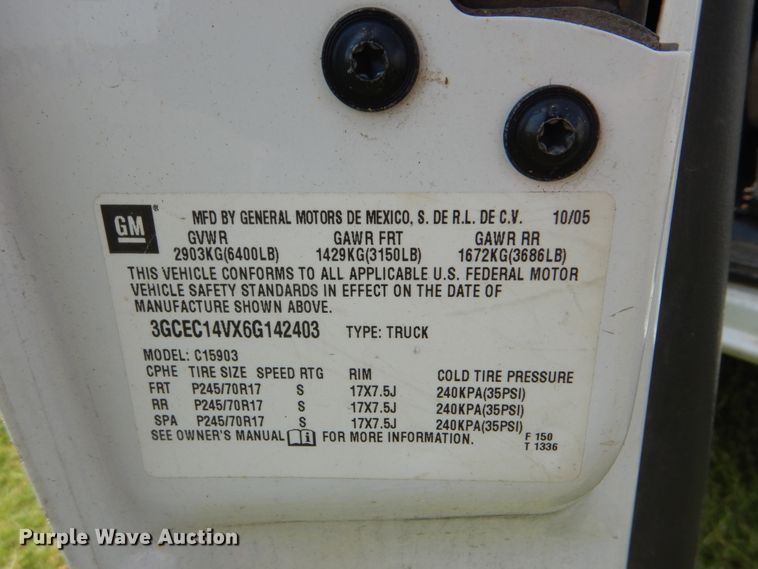 GM ®
MFD BY GENERAL MOTORS DE MEXICO, S. DE R.L. DE C.V. 10/05
GVWR GAWR FRT GAWR RR
2903KG(6400LB) 1429KG(3150LB) 1672KG(3686LB)
THIS VEHICLE CONFORMS TO ALL APPLICABLE U.S. FEDERAL MOTOR
VEHICLE SAFETY STANDARDS IN EFFECT ON THE DATE OF
MANUFACTURE SHOWN ABOVE.
3GCEC14VX6G142403 TYPE: TRUCK
MODEL: C15903
CPHE TIRE SIZE SPEED RTG RIM COLD TIRE PRESSURE
FRT P245/70R17 S 17X7.5J 240KPA(35PSI)
RR P245/70R17 S 17X7.5J 240KPA(35PSI)
SPA P245/70R17 S 17X7.5J 240KPA(35PSI)
SEE OWNER'S MANUAL i FOR MORE INFORMATION.
F 150
T 1336
Purple Wave Auction